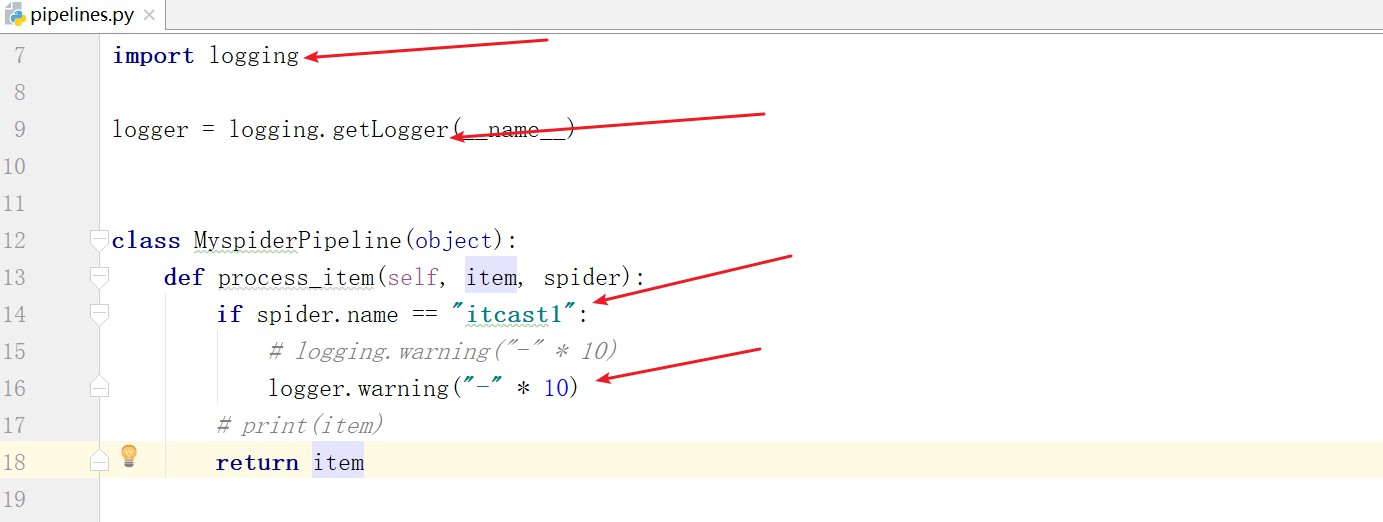 pipelines.py
7 import logging
8
9 logger = logging.getLogger(__name__)
10
11
12 class MyspiderPipeline(object):
13 def process_item(self, item, spider):
14 if spider.name == "itcast1":
15 # logging.warning("-" * 10)
16 logger.warning("-" * 10)
17 # print(item)
18 return item
19